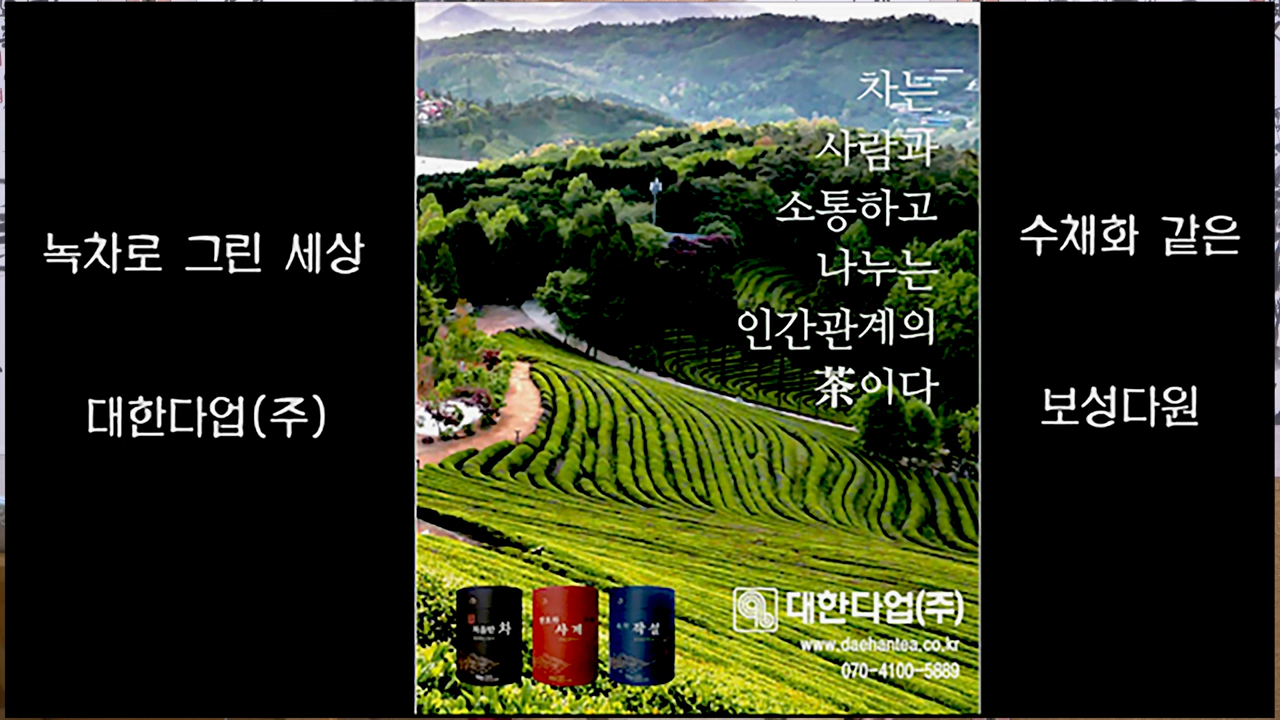 녹차로 그린 세상
대한다업(주)
차는
사람과
소통하고
나누는
인간관계의
茶이다
차
사계
작설
대한다업(주)
www.daehantea.co.kr
070-4100-5889
수채화 같은
보성다원